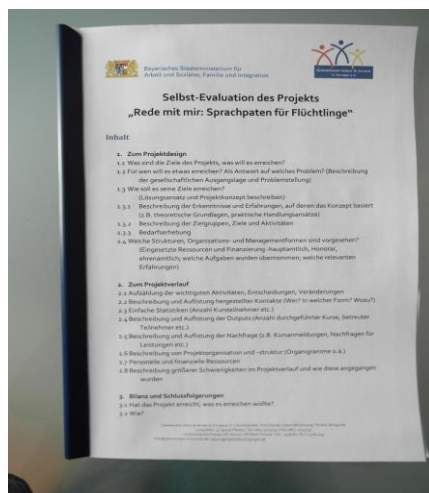 Bayerisches Staatsministerium für
Arbeit und Soziales, Familie und Integration
Selbst-Evaluation des Projekts
„Rede mit mir: Sprachpaten für Flüchtlinge“
Inhalt
1. Zum Projektdesign
1.1 Was sind die Ziele des Projekts, was will es erreichen?
1.2 Für wen will es etwas erreichen? Als Antwort auf welches Problem? (Beschreibung
der gesellschaftlichen Ausgangslage und Problemstellung)
1.3 Wie soll es seine Ziele erreichen?
(Lösungsansatz und Projektkonzept beschreiben)
1.3.1 Beschreibung der Erkenntnisse und Erfahrungen, auf denen das Konzept basiert
(z.B. theoretische Grundlagen, praktische Handlungsansätze)
1.3.2 Beschreibung der Zielgruppen, Ziele und Aktivitäten
1.3.3 Bedarfserhebung
1.4 Welche Strukturen, Organisations- und Managementformen sind vorgesehen?
(Eingesetzte Ressourcen und Finanzierung -hauptamtlich, Honorar,
ehrenamtlich; welche Aufgaben wurden übernommen; welche relevanten
Erfahrungen)
2. Zum Projektverlauf
2.1 Aufzählung der wichtigsten Aktivitäten, Entscheidungen, Veränderungen
2.2 Beschreibung und Auflistung hergestellter Kontakte (Wer? In welcher Form? Wozu?)
2.3 Einfache Statistiken (Anzahl Kursteilnehmer etc.)
2.4 Beschreibung und Auflistung der Outputs (Anzahl durchgeführter Kurse, betreuter
Teilnehmer etc.)
2.5 Beschreibung und Auflistung der Nachfrage (z.B. Kursanmeldungen, Nachfragen für
Leistungen etc.)
2.6 Beschreibung von Projektorganisation und –struktur (Organigramme o.ä.)
2.7 Personelle und finanzielle Ressourcen
2.8 Beschreibung größerer Schwierigkeiten im Projektverlauf und wie diese angegangen
wurden
3. Bilanz und Schlussfolgerungen
3.1 Hat das Projekt erreicht, was es erreichen wollte?
3.2 Wie?